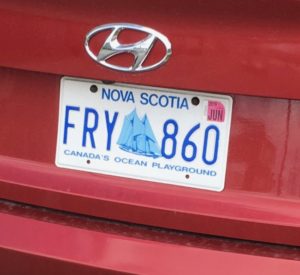 NOVA SCOTIA
JUN
FRY 860
CANADA'S OCEAN PLAYGROUND